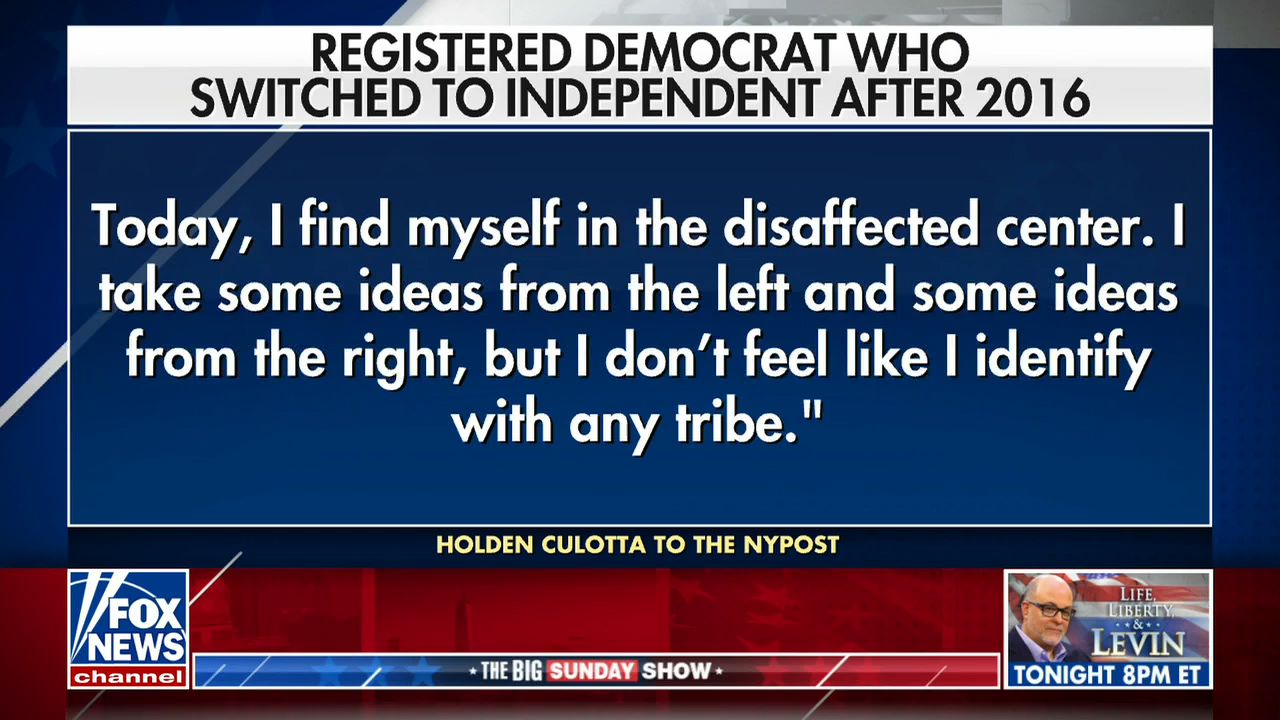 REGISTERED DEMOCRAT WHO
SWITCHED TO INDEPENDENT AFTER 2016
Today, I find myself in the disaffected center. I
take some ideas from the left and some ideas
from the right, but I don't feel like I identify
with any tribe."
HOLDEN CULOTTA TO THE NYPOST
FOX
NEWS
channel
THE BIG SUNDAY SHOW
LIFE,
LIBERTY,
&
LEVIN
TONIGHT 8PM ET